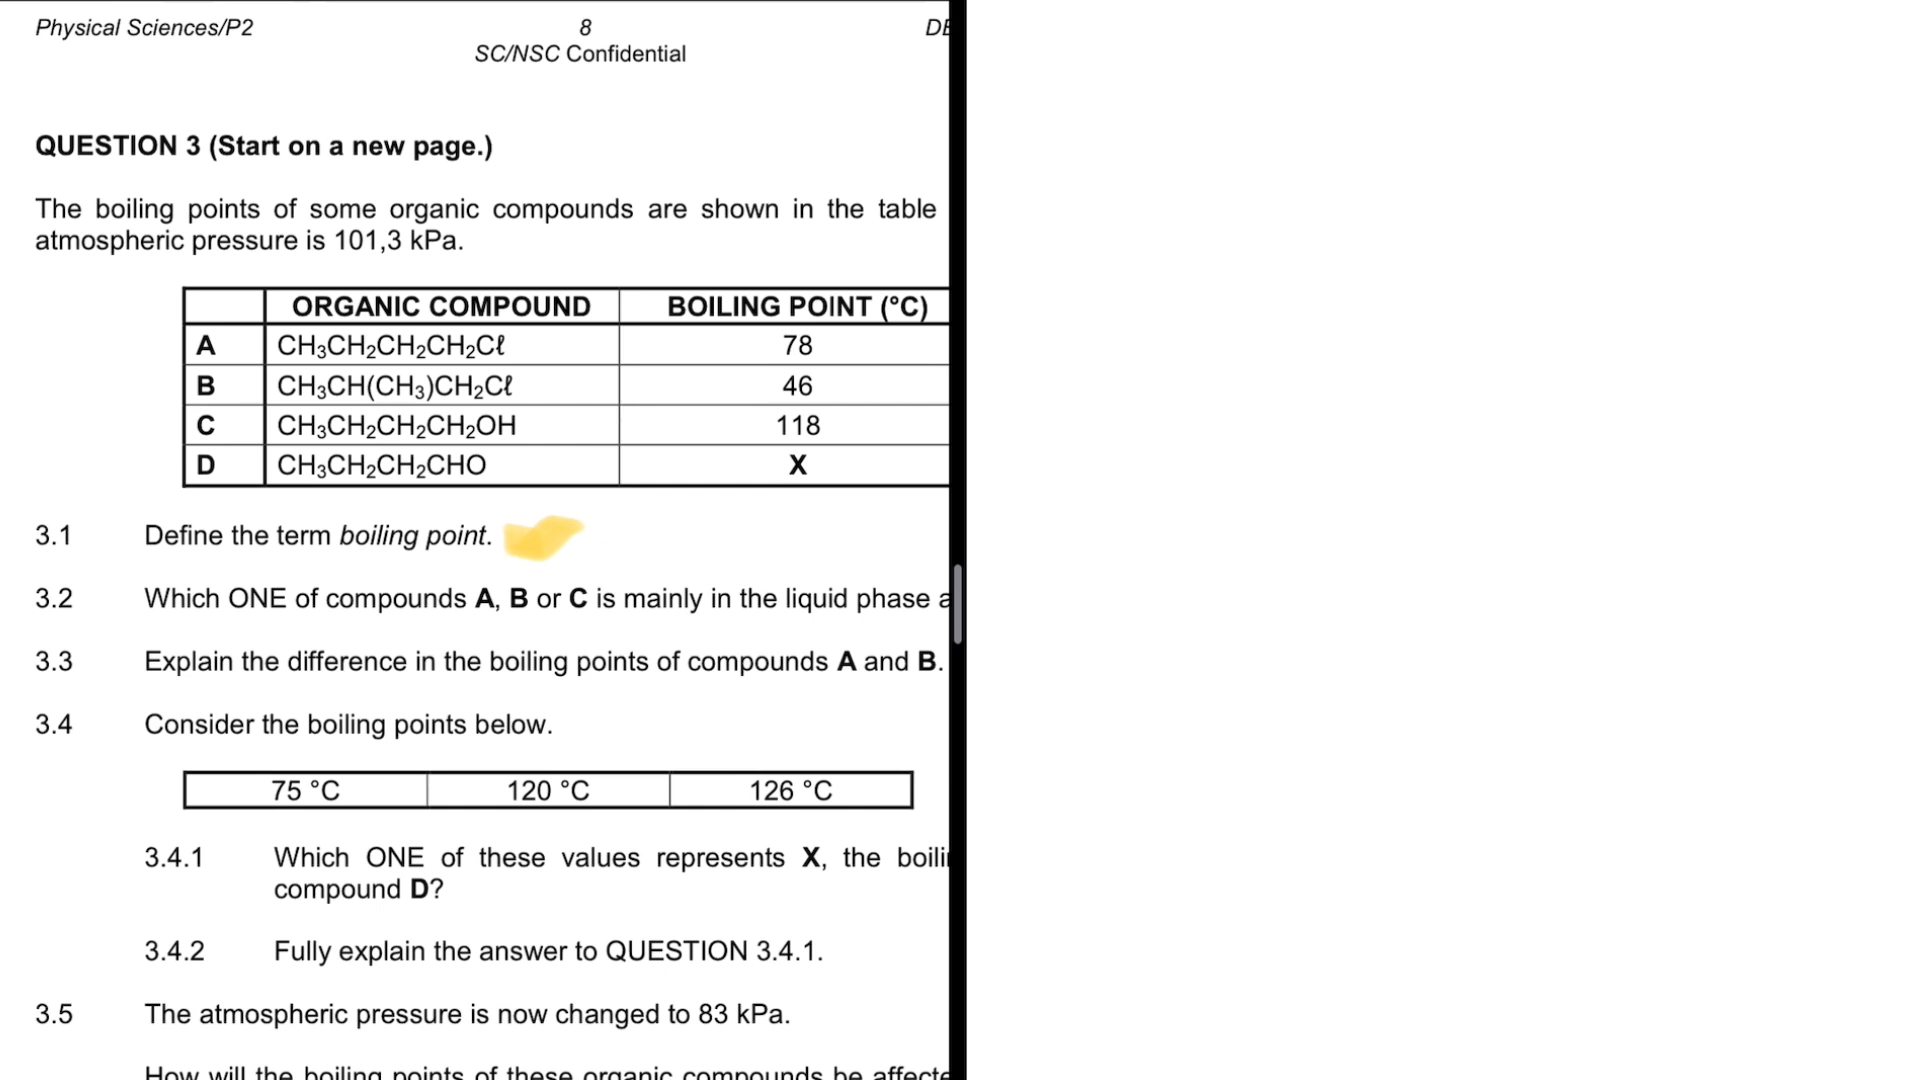 Physical Sciences/P2
8
SC/NSC Confidential
QUESTION 3 (Start on a new page.)
The boiling points of some organic compounds are shown in the table
atmospheric pressure is 101,3 kPa.
ORGANIC COMPOUND BOILING POINT (°C)
A CH₃CH₂CH₂CH₂Cℓ 78
B CH₃CH(CH₃)CH₂Cℓ 46
C CH₃CH₂CH₂CH₂OH 118
D CH₃CH₂CH₂CHO X
3.1 Define the term boiling point.
3.2 Which ONE of compounds A, B or C is mainly in the liquid phase
3.3 Explain the difference in the boiling points of compounds A and B.
3.4 Consider the boiling points below.
75 °C 120 °C 126 °C
3.4.1 Which ONE of these values represents X, the
compound D?
3.4.2 Fully explain the answer to QUESTION 3.4.1.
3.5 The atmospheric pressure is now changed to 83 kPa.
How will the boiling points of these organic compounds be